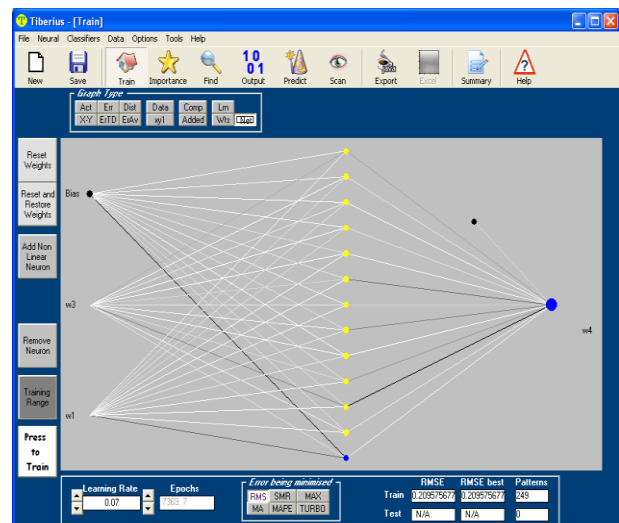 Tiberius - [Train]
File Neural Classifiers Data Options Tools Help
10
01
New Save Train Importance Find Output Predict Scan Export Excel Summary Help
Graph Type
Act Err Dist Data Comp Lrn
X-Y ErTD ErAv xy1 Added Wts Net
Reset
Weights
Reset and
Restore
Weights
Add Non
Linear
Neuron
Remove
Neuron
Training
Range
Press
to
Train
Bias
w3
w1
w4
Learning Rate Epochs
0.07 7369.7
Error being minimised
RMS SMR MAX
MA MAPE TURBO
RMSE RMSE best Patterns
Train 0.209575677 0.209575677 249
Test N/A N/A 0